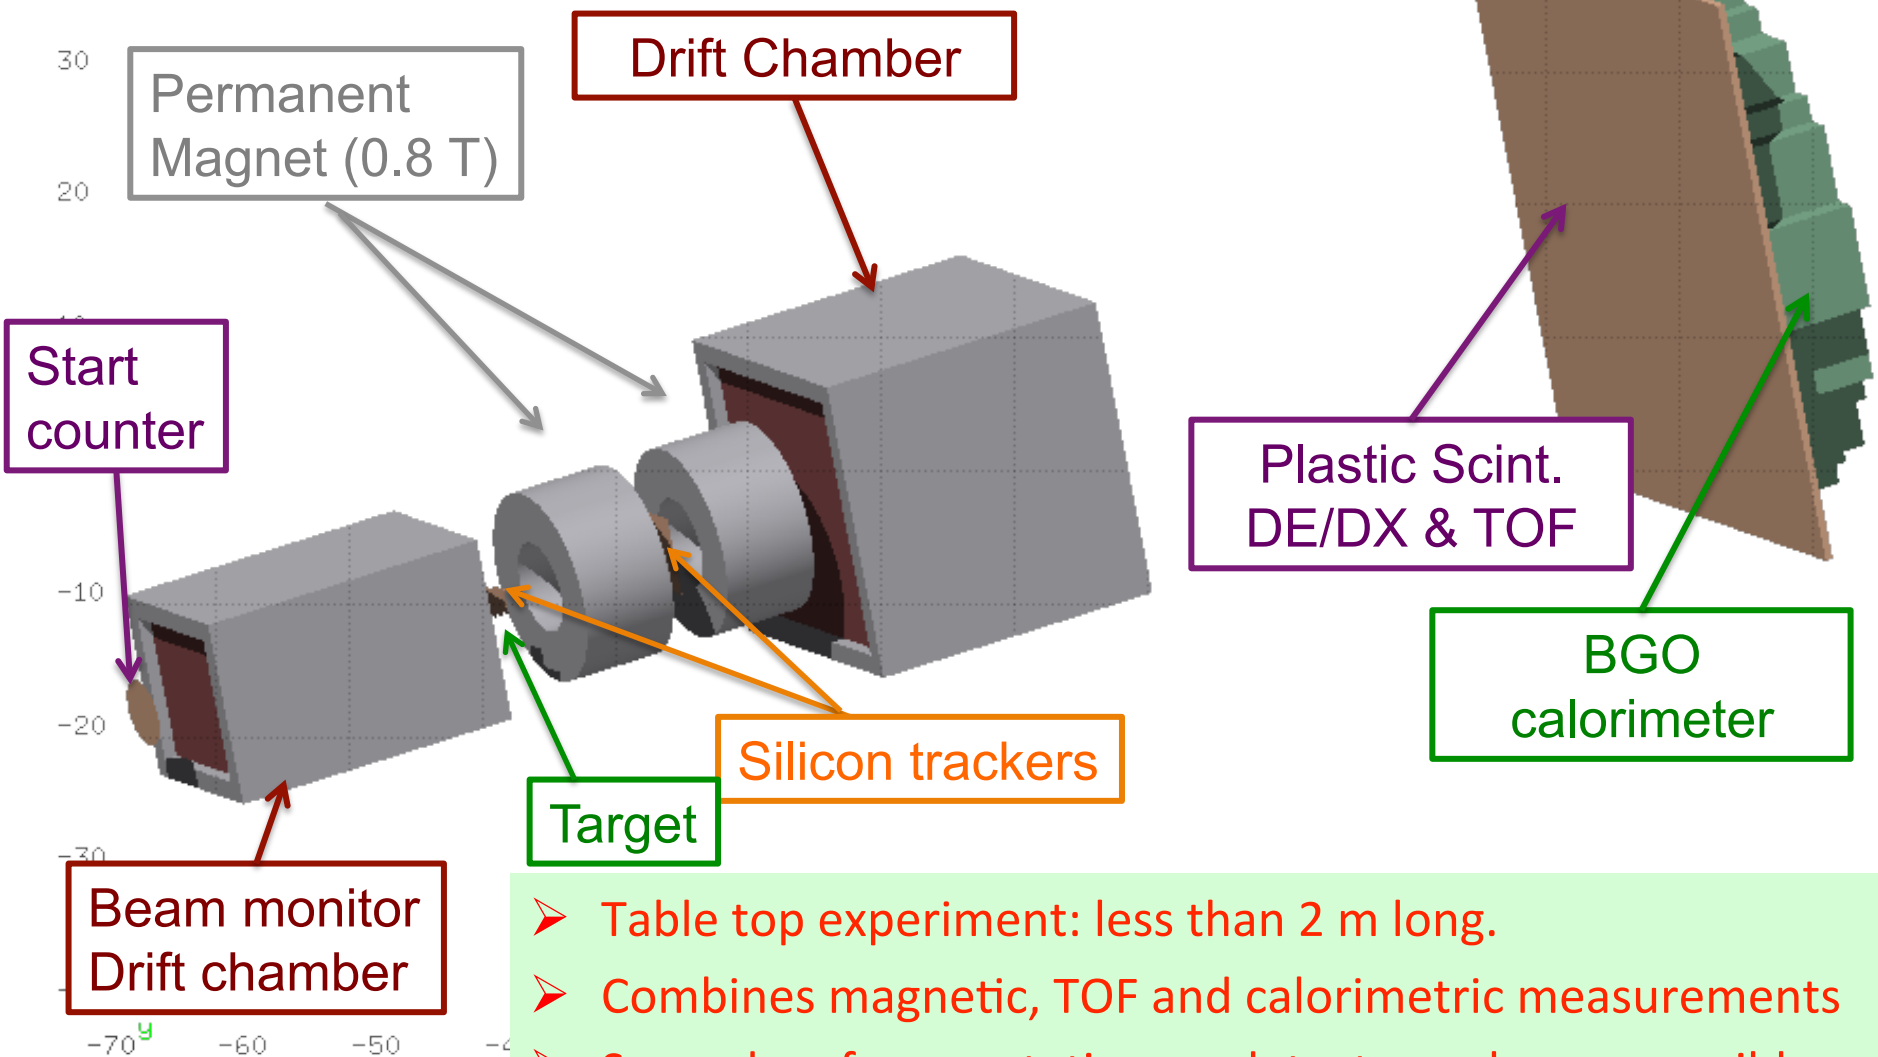 Drift Chamber
30
Permanent
Magnet (0.8 T)
20
Start
counter
Plastic Scint.
DE/DX & TOF
-10
BGO
calorimeter
-20
Silicon trackers
Target
-30
Beam monitor
Drift chamber
➢ Table top experiment: less than 2 m long.
➢ Combines magnetic, TOF and calorimetric measurements
y
-70
-60
-50